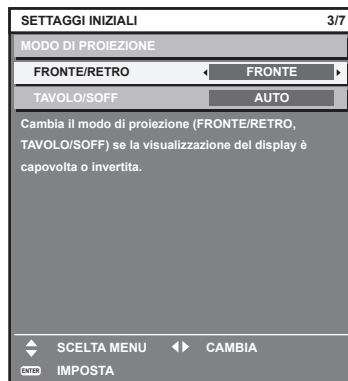 SETTAGGI INIZIALI 3/7
MODO DI PROIEZIONE
FRONTE/RETRO FRONTE
TAVOLO/SOFF AUTO
Cambia il modo di proiezione (FRONTE/RETRO,
TAVOLO/SOFF) se la visualizzazione del display è
capovolta o invertita.
SCELTA MENU CAMBIA
ENTER IMPOSTA